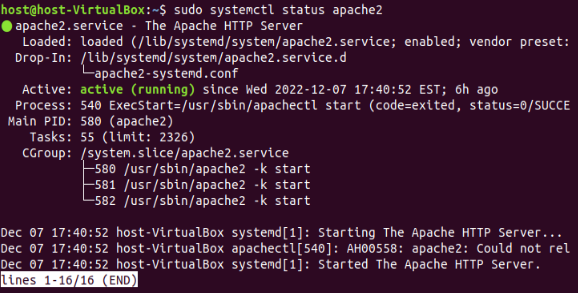 host@host-VirtualBox:~$ sudo systemctl status apache2
● apache2.service - The Apache HTTP Server
Loaded: loaded (/lib/systemd/system/apache2.service; enabled; vendor preset:
Drop-In: /lib/systemd/system/apache2.service.d
└─apache2-systemd.conf
Active: active (running) since Wed 2022-12-07 17:40:52 EST; 6h ago
Process: 540 ExecStart=/usr/sbin/apachectl start (code=exited, status=0/SUCCE
Main PID: 580 (apache2)
Tasks: 55 (limit: 2326)
CGroup: /system.slice/apache2.service
├─580 /usr/sbin/apache2 -k start
├─581 /usr/sbin/apache2 -k start
└─582 /usr/sbin/apache2 -k start
Dec 07 17:40:52 host-VirtualBox systemd[1]: Starting The Apache HTTP Server...
Dec 07 17:40:52 host-VirtualBox apachectl[540]: AH00558: apache2: Could not rel
Dec 07 17:40:52 host-VirtualBox systemd[1]: Started The Apache HTTP Server.
lines 1-16/16 (END)